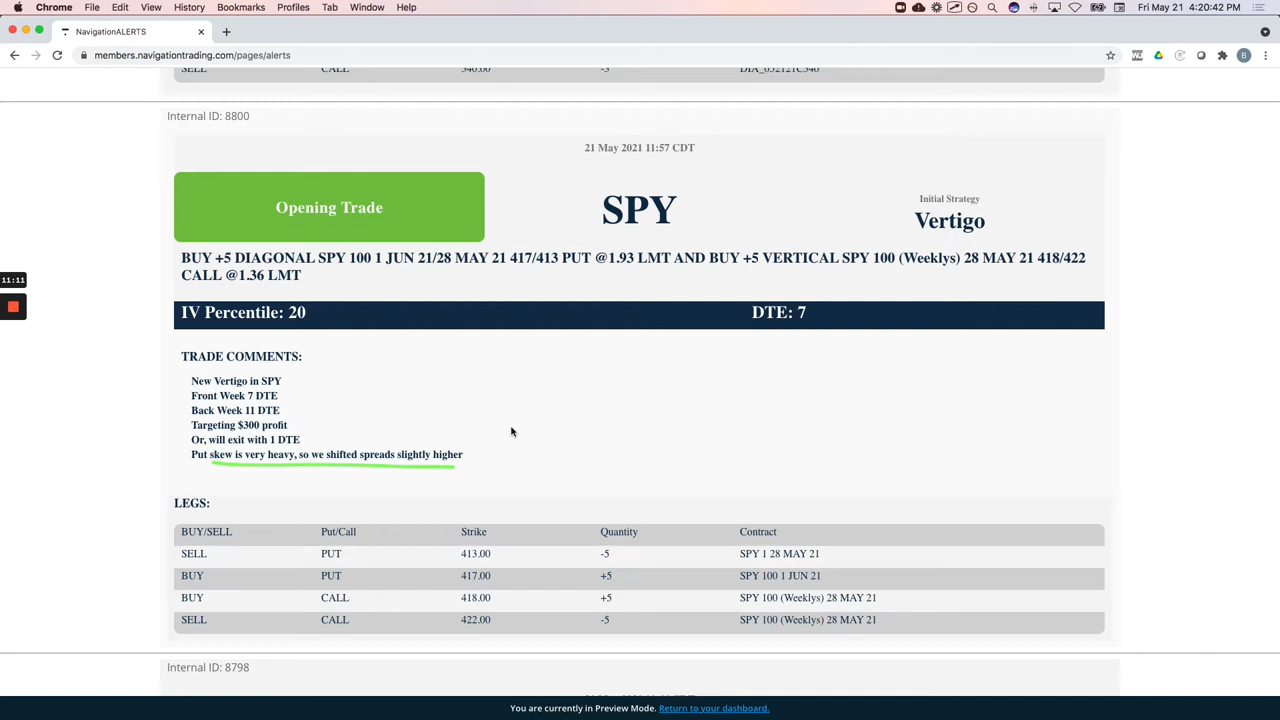 Chrome File Edit View History Bookmarks Profiles Tab Window Help Fri May 21 4:20:42 PM
NavigationALERTS
members.navigationtrading.com/pages/alerts
SELL CALL 340.00 -5 DIA_052121C340
Internal ID: 8800
21 May 2021 11:57 CDT
Opening Trade
SPY
Initial Strategy
Vertigo
BUY +5 DIAGONAL SPY 100 1 JUN 21/28 MAY 21 417/413 PUT @1.93 LMT AND BUY +5 VERTICAL SPY 100 (Weeklys) 28 MAY 21 418/422
CALL @1.36 LMT
11:11
IV Percentile: 20 DTE: 7
TRADE COMMENTS:
New Vertigo in SPY
Front Week 7 DTE
Back Week 11 DTE
Targeting $300 profit
Or, will exit with 1 DTE
Put skew is very heavy, so we shifted spreads slightly higher
LEGS:
BUY/SELL Put/Call Strike Quantity Contract
SELL PUT 413.00 -5 SPY 1 28 MAY 21
BUY PUT 417.00 +5 SPY 100 1 JUN 21
BUY CALL 418.00 +5 SPY 100 (Weeklys) 28 MAY 21
SELL CALL 422.00 -5 SPY 100 (Weeklys) 28 MAY 21
Internal ID: 8798
You are currently in Preview Mode. Return to your dashboard.